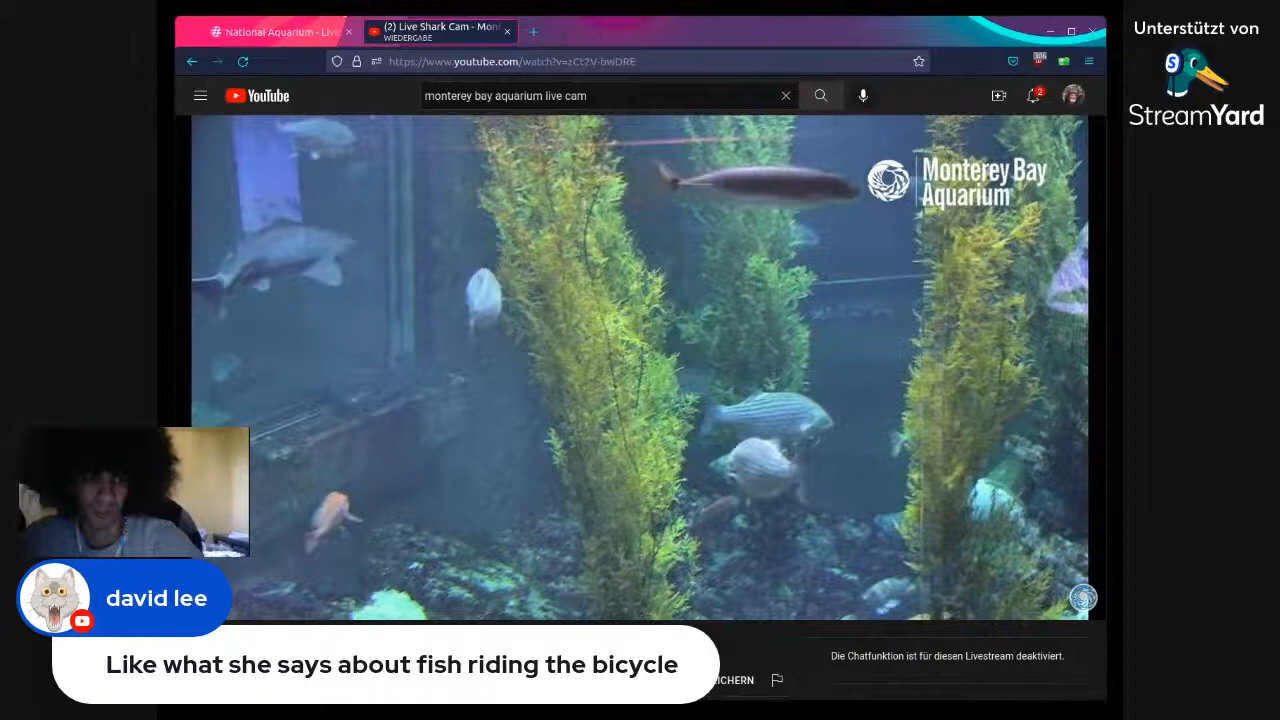 National Aquarium - Live
(2) Live Shark Cam - Mont
WIEDERGABE
https://www.youtube.com/watch?v=zCt2V-bwDRE
306
YouTube
monterey bay aquarium live cam
2
Monterey Bay
Aquarium
Unterstützt von
S
StreamYard
david lee
Like what she says about fish riding the bicycle
Die Chatfunktion ist für diesen Livestream deaktiviert.
ICHERN